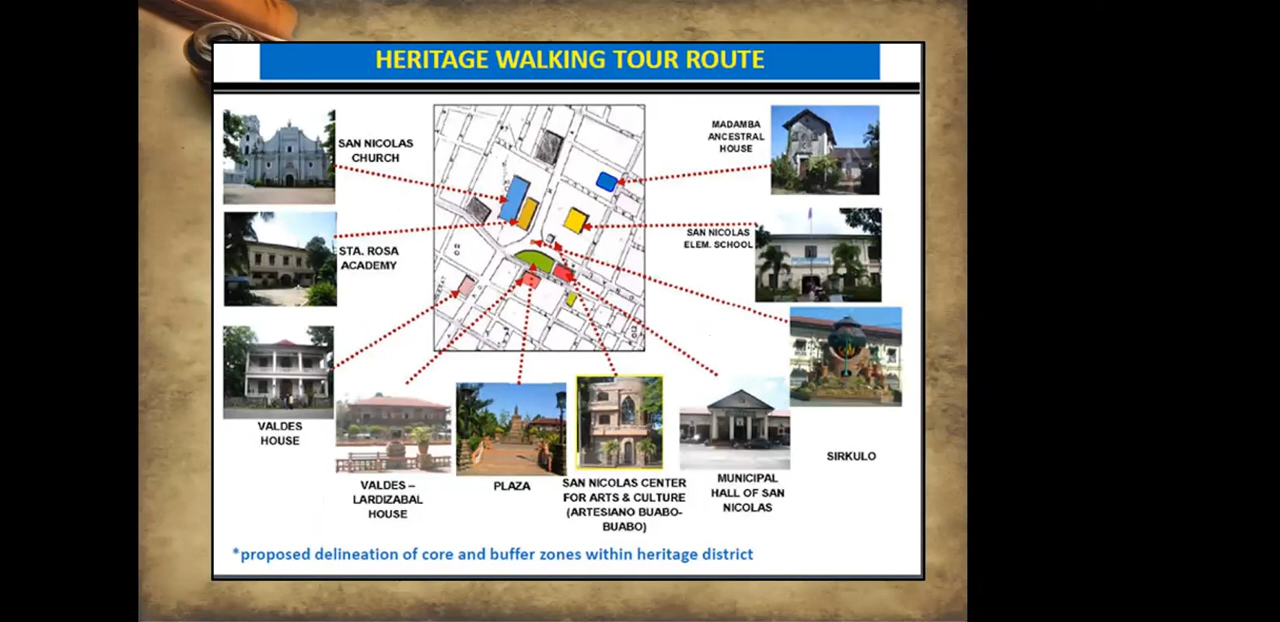 HERITAGE WALKING TOUR ROUTE
SAN NICOLAS
CHURCH
MADAMBA
ANCESTRAL
HOUSE
STA. ROSA
ACADEMY
SAN NICOLAS
ELEM. SCHOOL
VALDES
HOUSE
VALDES –
LARDIZABAL
HOUSE
PLAZA
SAN NICOLAS CENTER
FOR ARTS & CULTURE
(ARTESIANO BUABO-
BUABO)
MUNICIPAL
HALL OF SAN
NICOLAS
SIRKULO
*proposed delineation of core and buffer zones within heritage district